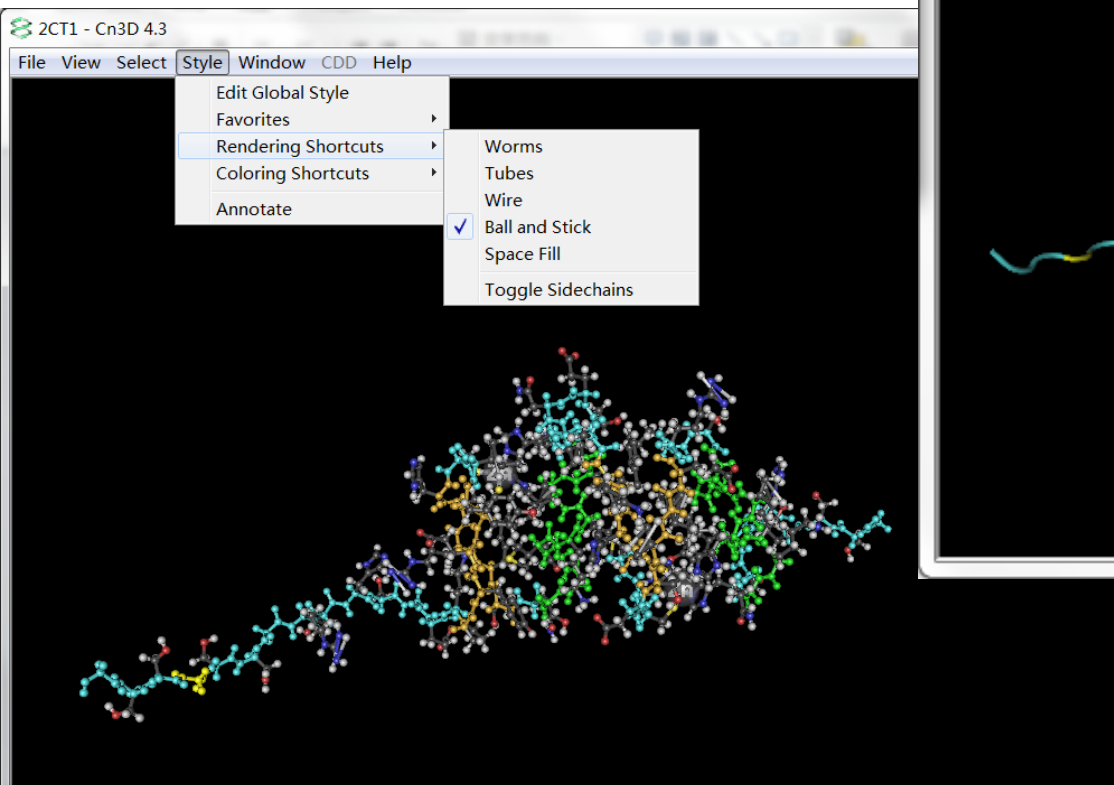 2CT1 - Cn3D 4.3
File View Select Style Window CDD Help
Edit Global Style
Favorites
Rendering Shortcuts
Coloring Shortcuts
Annotate
Worms
Tubes
Wire
Ball and Stick
Space Fill
Toggle Sidechains